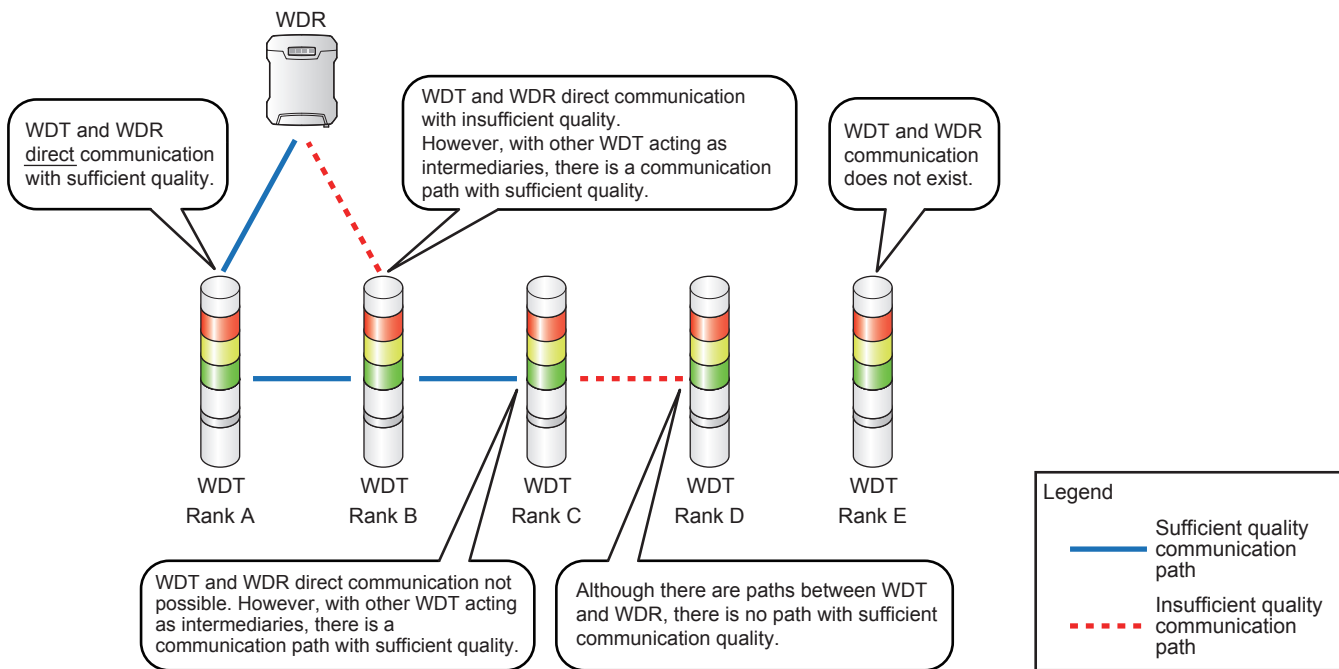 WDR
WDT and WDR
direct communication
with sufficient quality.
WDT and WDR direct communication
with insufficient quality.
However, with other WDT acting as
intermediaries, there is a communication
path with sufficient quality.
WDT and WDR
communication
does not exist.
WDT
Rank A
WDT
Rank B
WDT
Rank C
WDT
Rank D
WDT
Rank E
WDT and WDR direct communication not
possible. However, with other WDT acting
as intermediaries, there is a
communication path with sufficient quality.
Although there are paths between WDT
and WDR, there is no path with sufficient
communication quality.
Legend
Sufficient quality
communication
path
Insufficient quality
communication
path